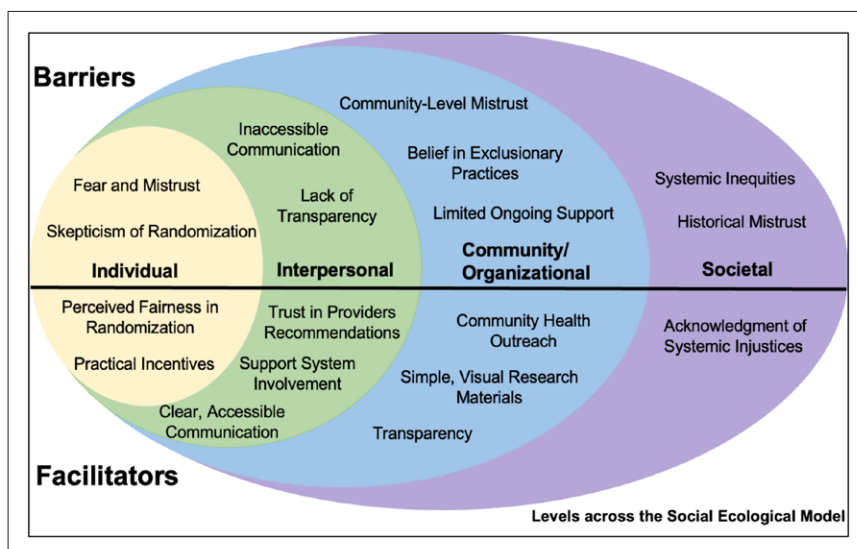 Barriers
Community-Level Mistrust
Inaccessible
Communication
Belief in Exclusionary
Practices
Fear and Mistrust
Systemic Inequities
Lack of
Transparency
Limited Ongoing Support
Historical Mistrust
Skepticism of Randomization
Community/
Organizational
Individual
Interpersonal
Societal
Perceived Fairness in
Randomization
Trust in Providers
Recommendations
Community Health
Outreach
Acknowledgment of
Systemic Injustices
Practical Incentives
Support System
Involvement
Simple, Visual Research
Materials
Clear, Accessible
Communication
Transparency
Facilitators
Levels across the Social Ecological Model